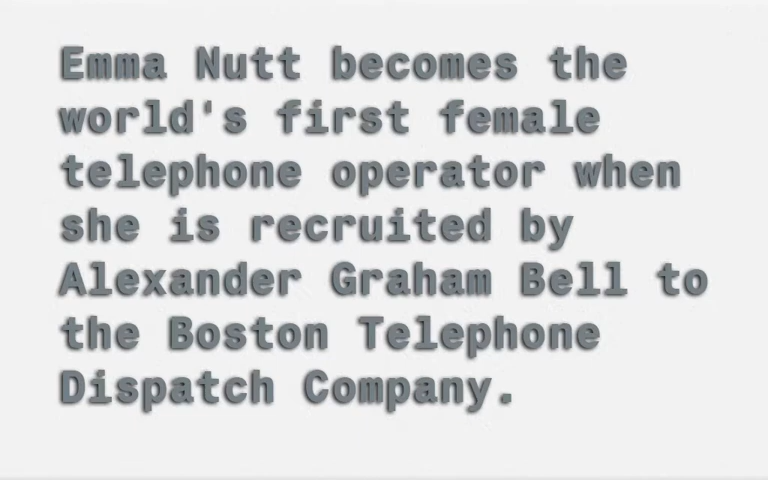 Emma Nutt becomes the
world's first female
telephone operator when
she is recruited by
Alexander Graham Bell to
the Boston Telephone
Dispatch Company.